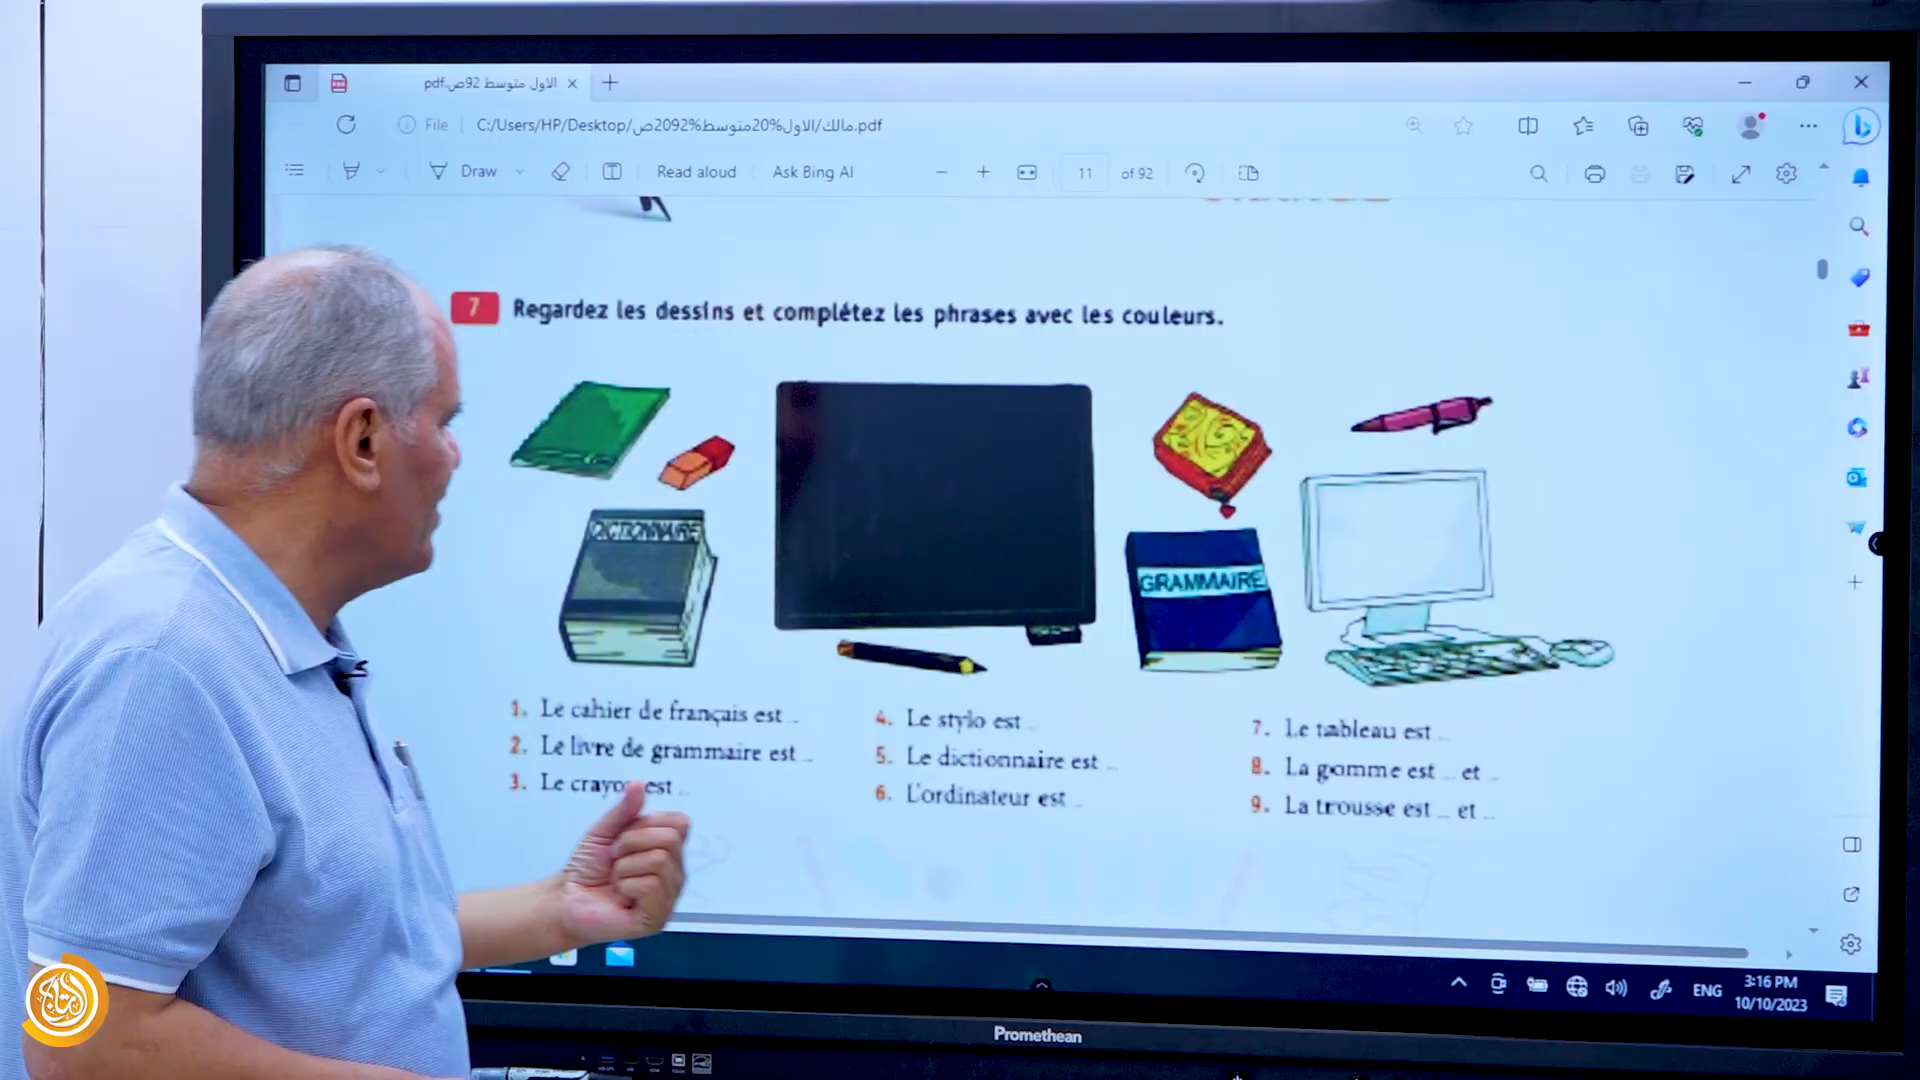 الاول متوسط 92ص.pdf
File C:/Users/HP/Desktop/مالك/الاول%20متوسط%2092ص.pdf
Draw Read aloud Ask Bing AI 11 of 92
7 Regardez les dessins et complétez les phrases avec les couleurs.
DICTIONNAIRE
GRAMMAIRE
1. Le cahier de français est ...
2. Le livre de grammaire est ...
3. Le crayon est ...
4. Le stylo est ...
5. Le dictionnaire est ...
6. L'ordinateur est ...
7. Le tableau est ...
8. La gomme est ... et ...
9. La trousse est ... et ...
ENG 3:16 PM
10/10/2023
Promethean